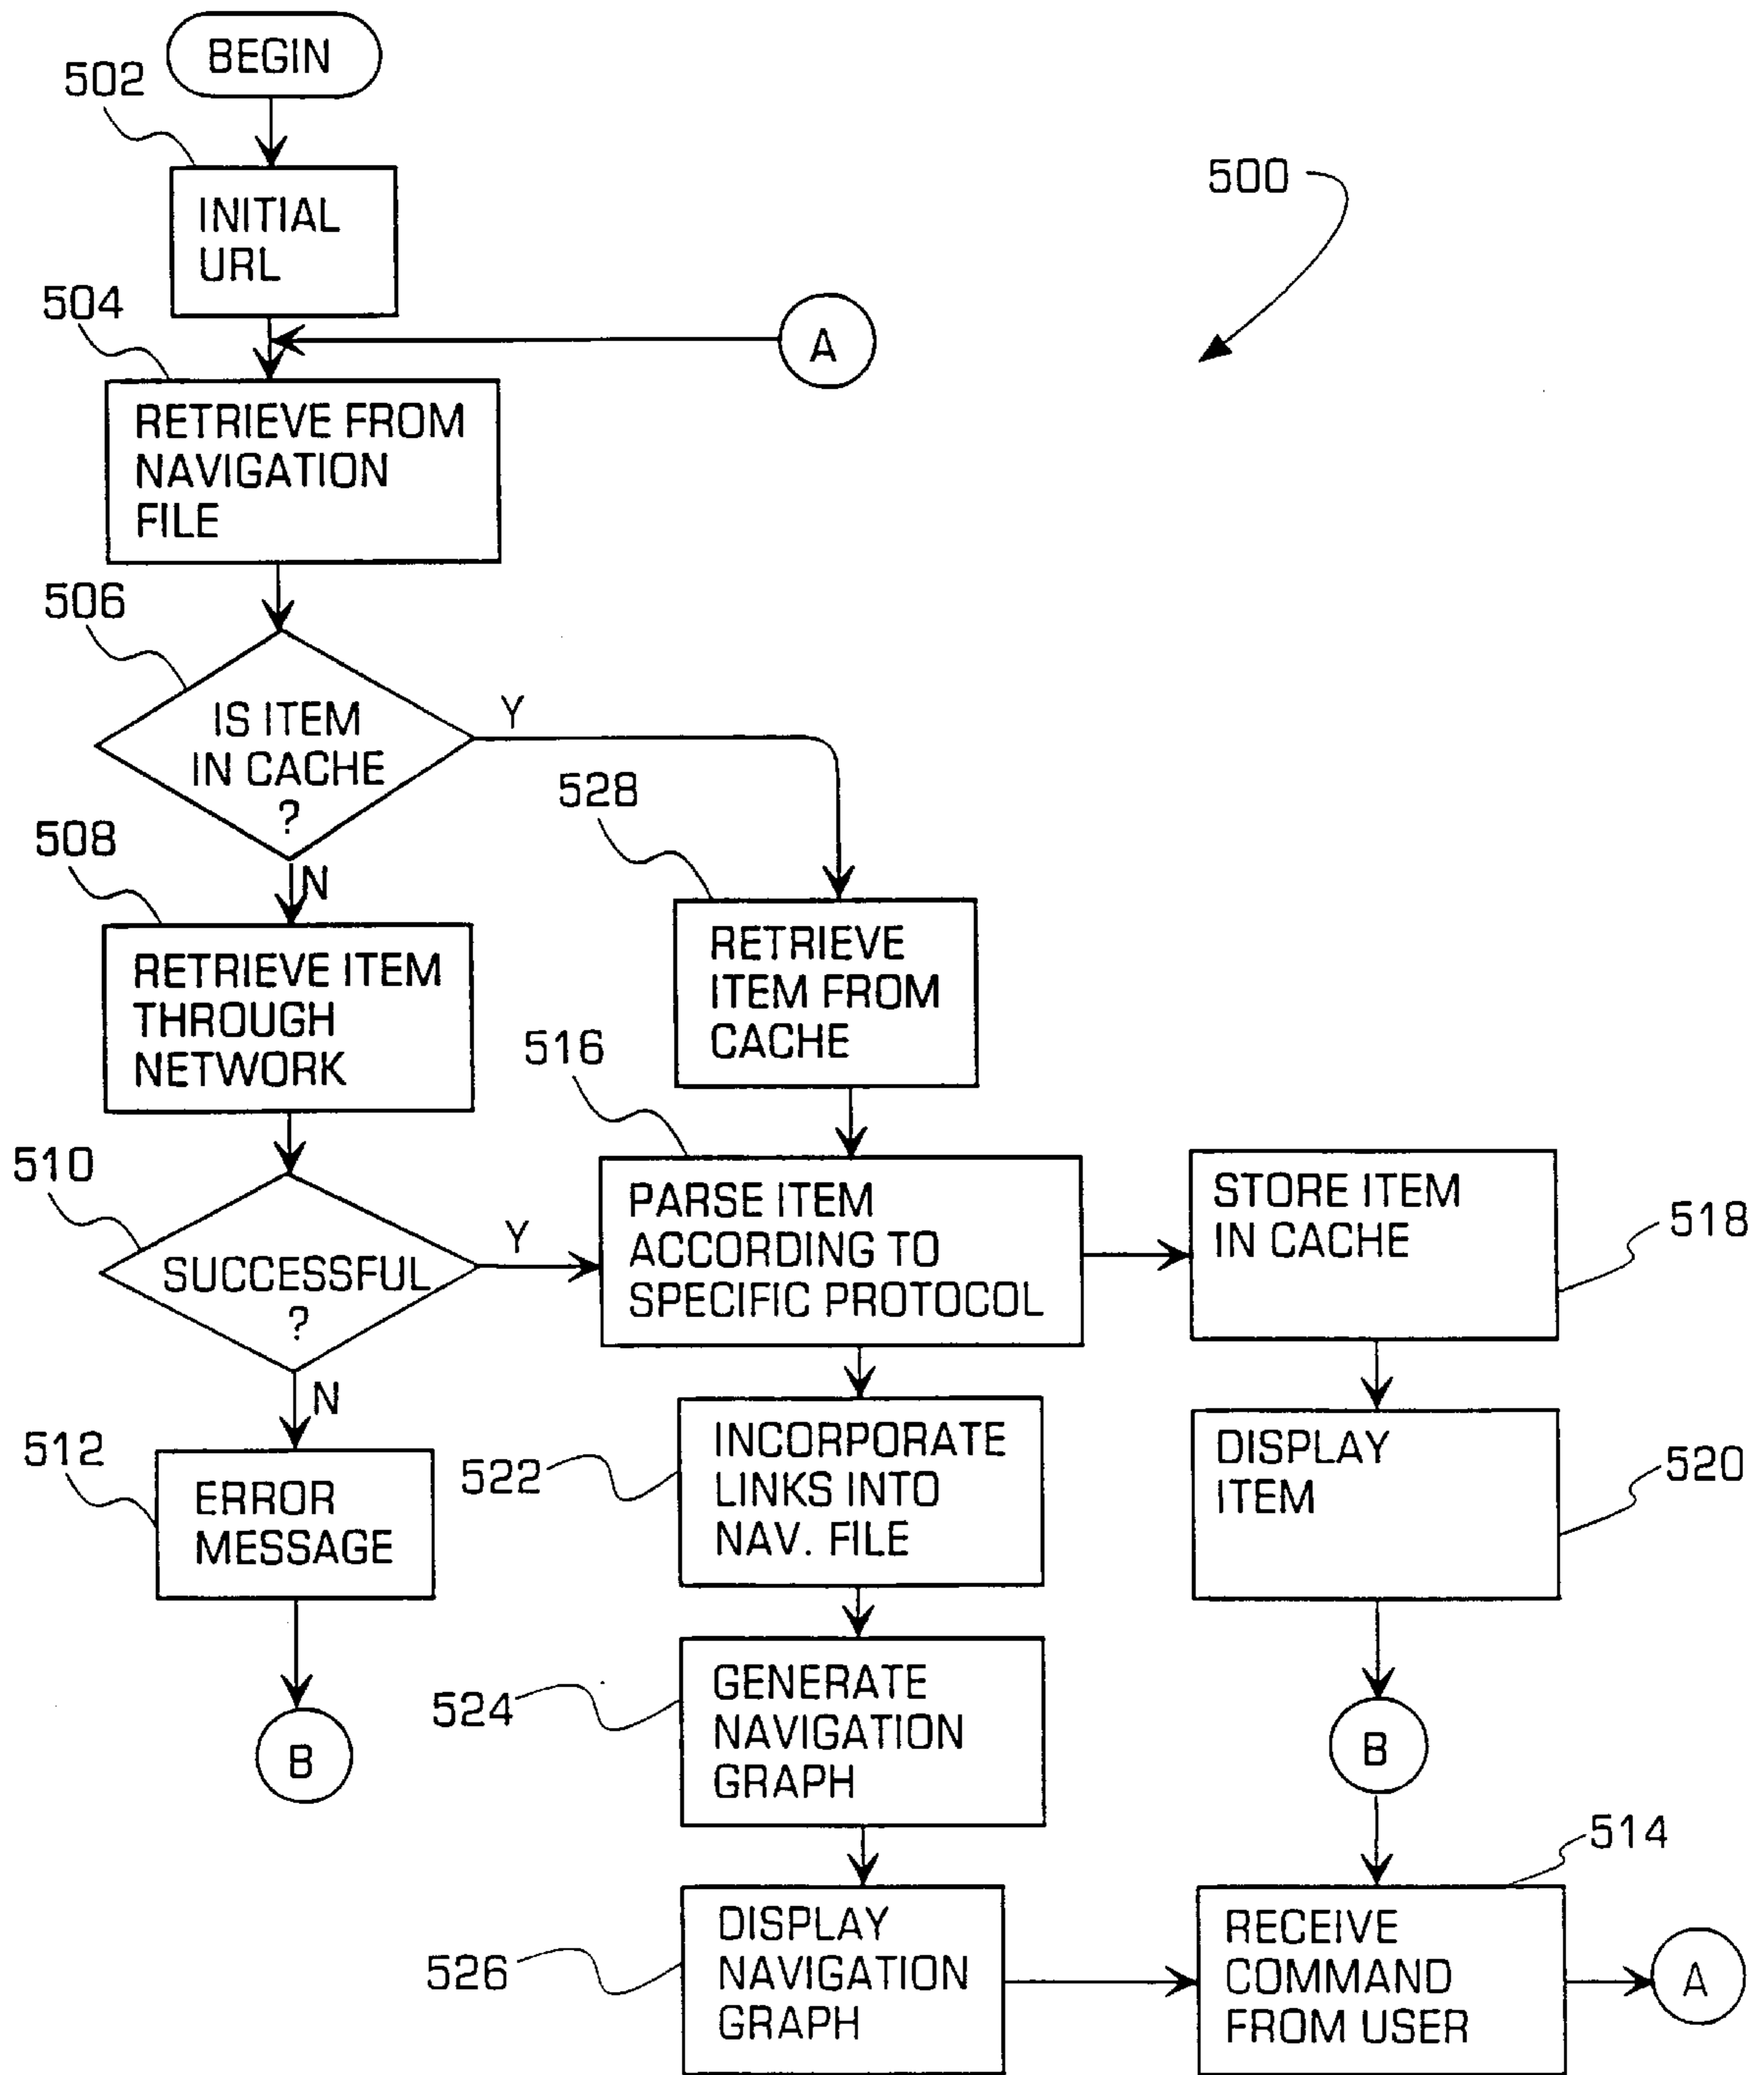 BEGIN
502
INITIAL
URL
500
504
A
RETRIEVE FROM
NAVIGATION
FILE
506
IS ITEM
IN CACHE
?
Y
N
528
RETRIEVE
ITEM FROM
CACHE
508
RETRIEVE ITEM
THROUGH
NETWORK
510
SUCCESSFUL
?
Y
N
516
PARSE ITEM
ACCORDING TO
SPECIFIC PROTOCOL
STORE ITEM
IN CACHE
518
512
ERROR
MESSAGE
B
522
INCORPORATE
LINKS INTO
NAV. FILE
DISPLAY
ITEM
520
524
GENERATE
NAVIGATION
GRAPH
B
526
DISPLAY
NAVIGATION
GRAPH
514
RECEIVE
COMMAND
FROM USER
A